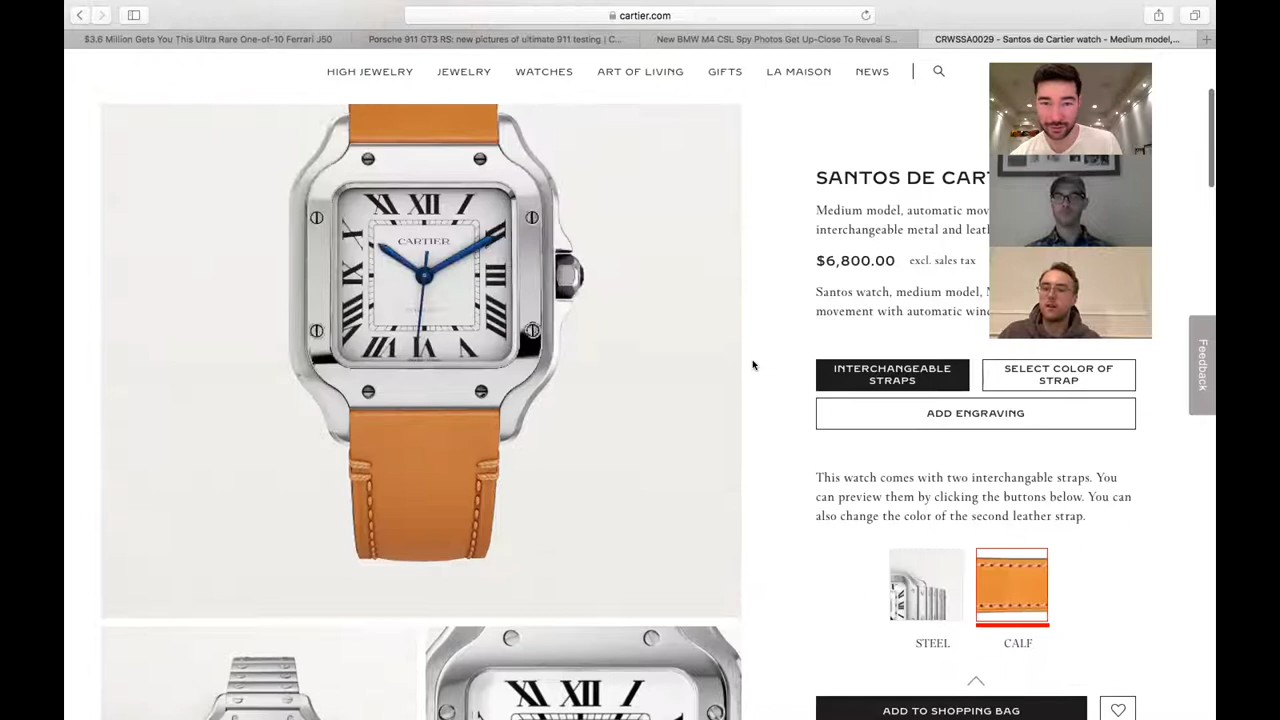 cartier.com
$3.6 Million Gets You This Ultra Rare One-of-10 Ferrari J50
Porsche 911 GT3 RS: new pictures of ultimate 911 testing | C...
New BMW M4 CSL Spy Photos Get Up-Close To Reveal S...
CRWSSA0029 - Santos de Cartier watch - Medium model,...
HIGH JEWELRY
JEWELRY
WATCHES
ART OF LIVING
GIFTS
LA MAISON
NEWS
XII
CARTIER
SANTOS DE CART
Medium model, automatic mov
interchangeable metal and leath
$6,800.00 excl. sales tax
Santos watch, medium model, M
movement with automatic wind
INTERCHANGEABLE
STRAPS
SELECT COLOR OF
STRAP
ADD ENGRAVING
This watch comes with two interchangable straps. You
can preview them by clicking the buttons below. You can
also change the color of the second leather strap.
STEEL
CALF
Feedback
XII
ADD TO SHOPPING BAG